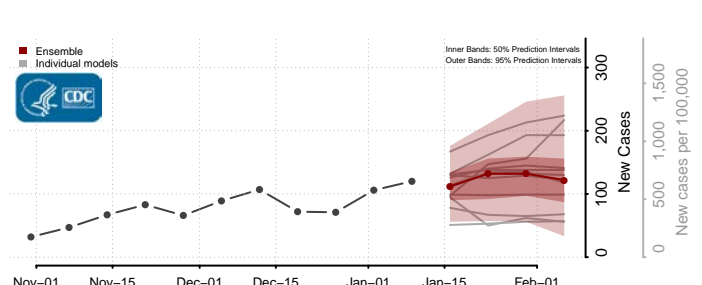 Ensemble
Individual models
Inner Bands: 50% Prediction Intervals
Outer Bands: 95% Prediction Intervals
CDC
0
100
200
300
New Cases
0
500
1,000
1,500
New cases per 100,000
Nov–01
Nov–15
Dec–01
Dec–15
Jan–01
Jan–15
Feb–01